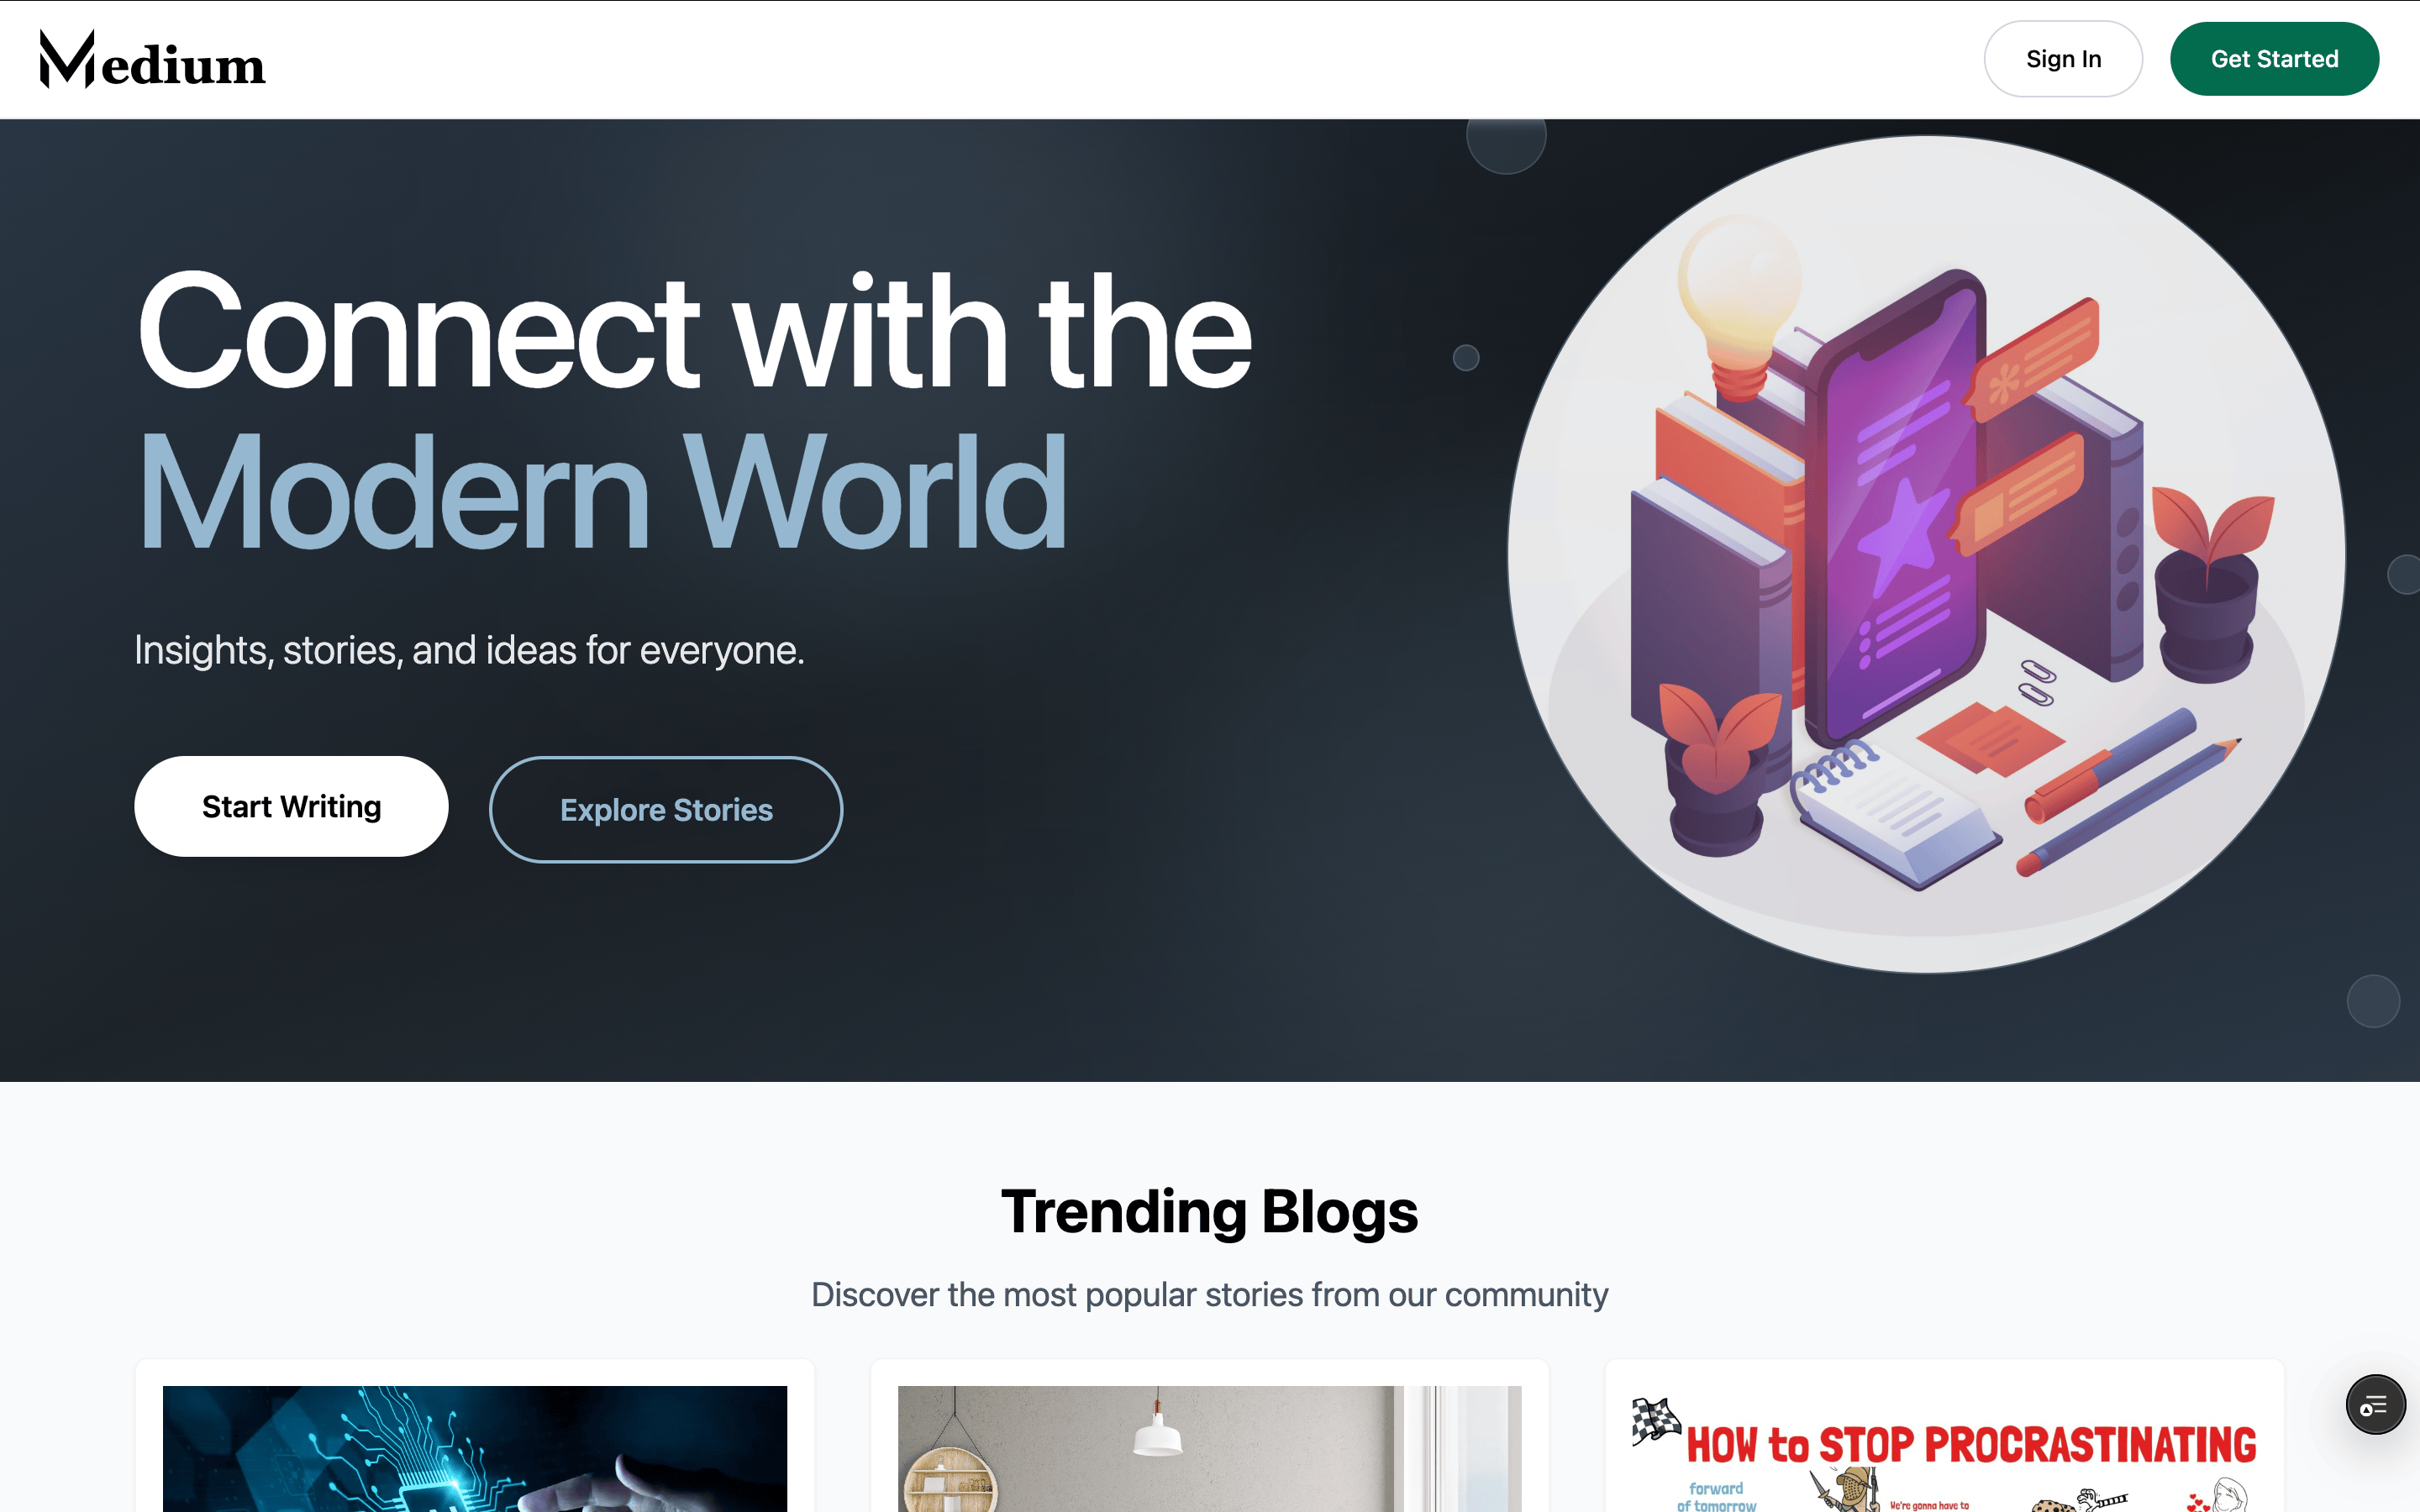 Medium
Sign In
Get Started
Connect with the
Modern World
Insights, stories, and ideas for everyone.
Start Writing
Explore Stories
Trending Blogs
Discover the most popular stories from our community
HOW to STOP PROCRASTINATING
forward
of tomorrow
We're gonna have to